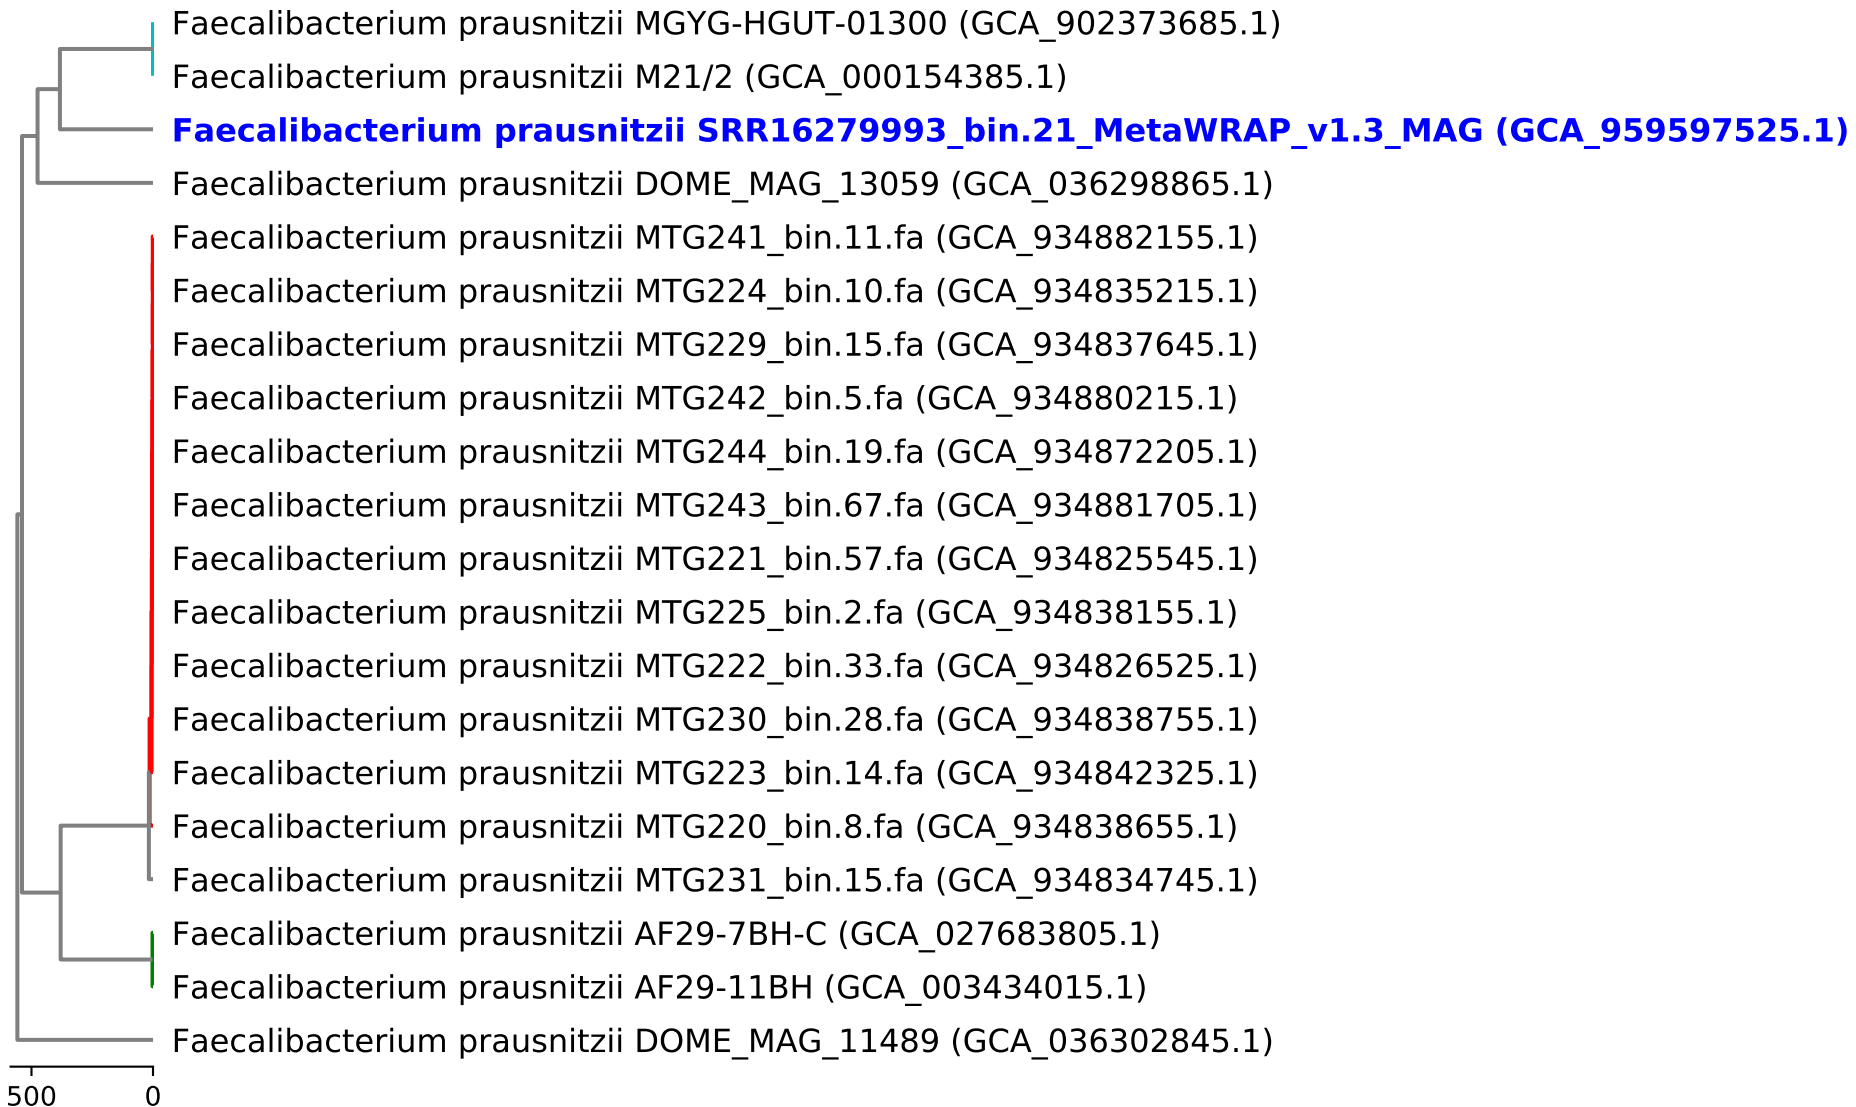 Faecalibacterium prausnitzii MGYG-HGUT-01300 (GCA_902373685.1)
Faecalibacterium prausnitzii M21/2 (GCA_000154385.1)
Faecalibacterium prausnitzii SRR16279993_bin.21_MetaWRAP_v1.3_MAG (GCA_959597525.1)
Faecalibacterium prausnitzii DOME_MAG_13059 (GCA_036298865.1)
Faecalibacterium prausnitzii MTG241_bin.11.fa (GCA_934882155.1)
Faecalibacterium prausnitzii MTG224_bin.10.fa (GCA_934835215.1)
Faecalibacterium prausnitzii MTG229_bin.15.fa (GCA_934837645.1)
Faecalibacterium prausnitzii MTG242_bin.5.fa (GCA_934880215.1)
Faecalibacterium prausnitzii MTG244_bin.19.fa (GCA_934872205.1)
Faecalibacterium prausnitzii MTG243_bin.67.fa (GCA_934881705.1)
Faecalibacterium prausnitzii MTG221_bin.57.fa (GCA_934825545.1)
Faecalibacterium prausnitzii MTG225_bin.2.fa (GCA_934838155.1)
Faecalibacterium prausnitzii MTG222_bin.33.fa (GCA_934826525.1)
Faecalibacterium prausnitzii MTG230_bin.28.fa (GCA_934838755.1)
Faecalibacterium prausnitzii MTG223_bin.14.fa (GCA_934842325.1)
Faecalibacterium prausnitzii MTG220_bin.8.fa (GCA_934838655.1)
Faecalibacterium prausnitzii MTG231_bin.15.fa (GCA_934834745.1)
Faecalibacterium prausnitzii AF29-7BH-C (GCA_027683805.1)
Faecalibacterium prausnitzii AF29-11BH (GCA_003434015.1)
Faecalibacterium prausnitzii DOME_MAG_11489 (GCA_036302845.1)
500 0